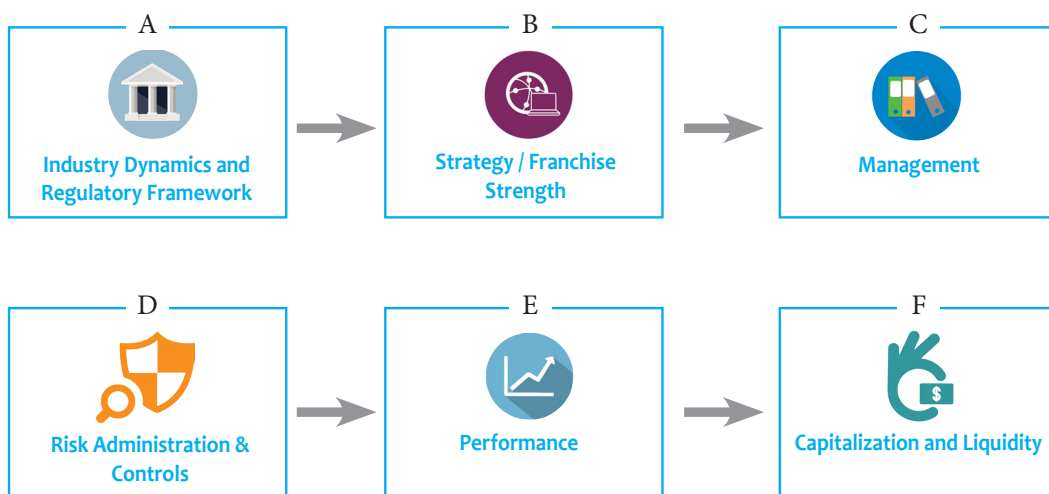 A
B
C
Industry Dynamics and
Regulatory Framework
Strategy / Franchise
Strength
Management
D
E
F
$
Risk Administration &
Controls
Performance
Capitalization and Liquidity